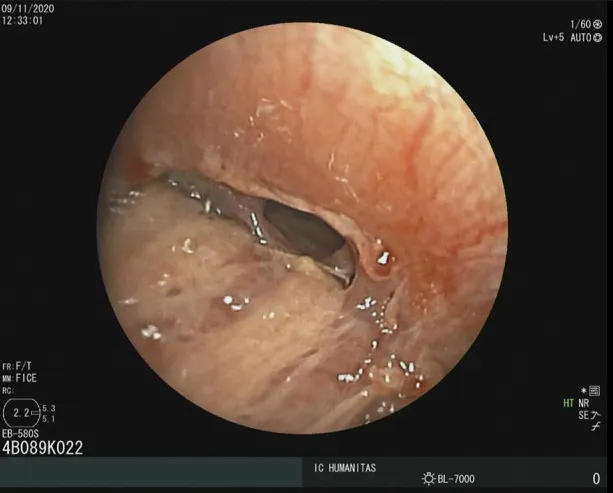 09/11/2020
12:33:01
1/60
Lv+5 AUTO
FR:F/T
MM:FICE
RC:
2.2
5.3
5.1
EB-580S
4B089K022
HT NR
SE
IC HUMANITAS
BL-7000
0